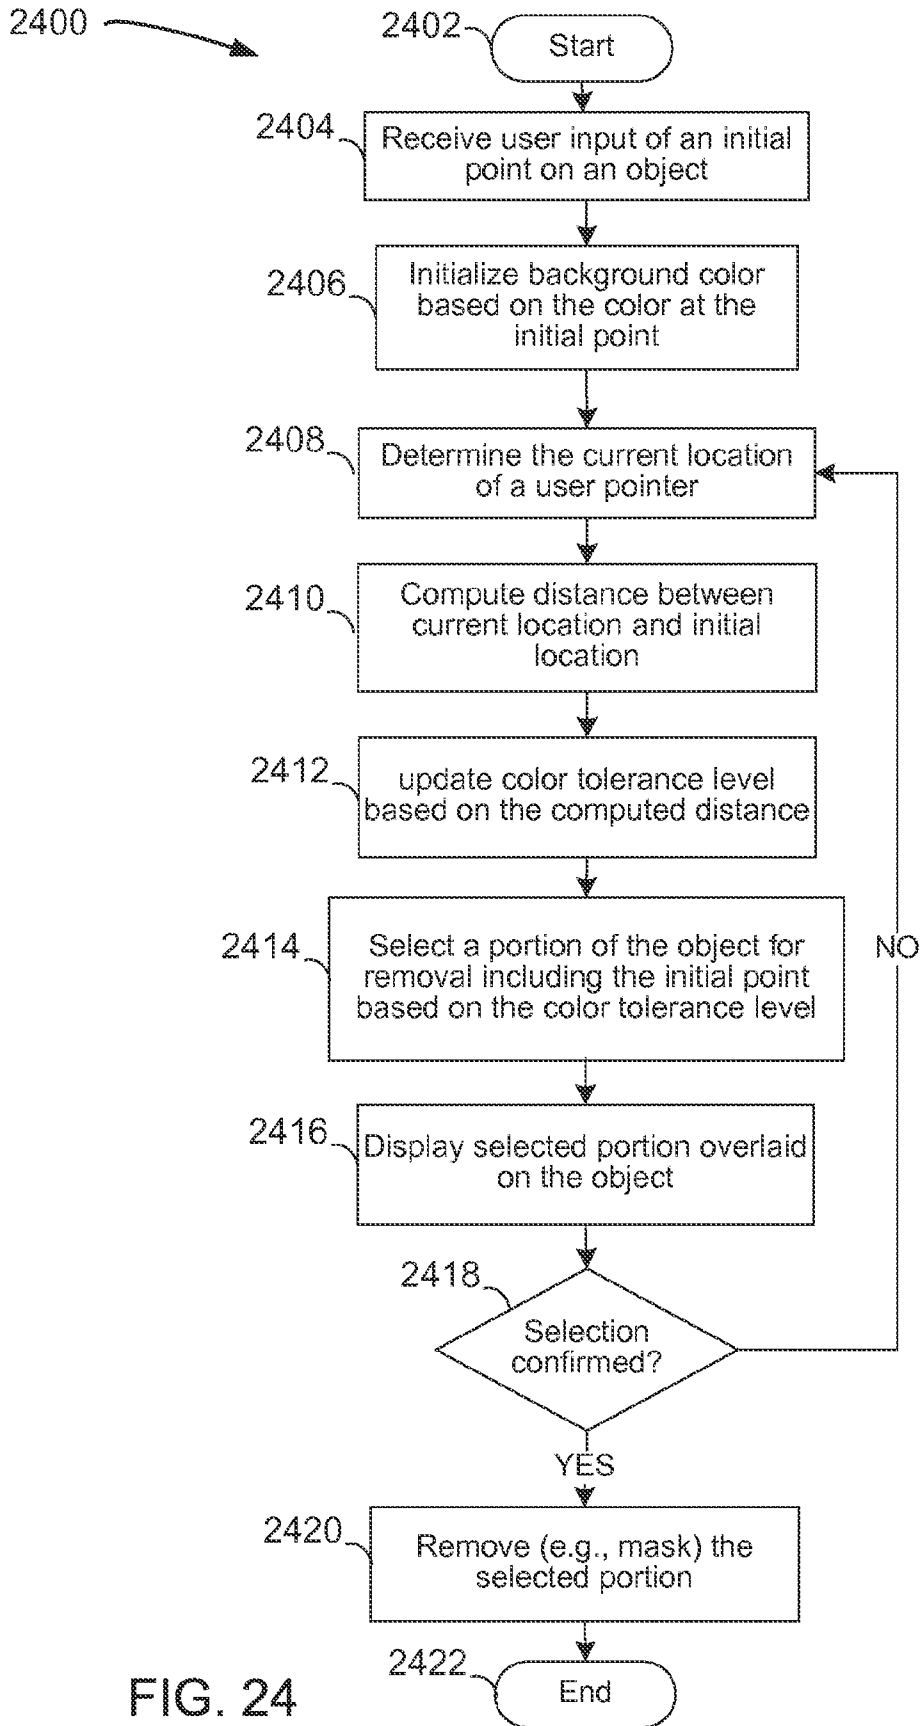 2400
2402
Start
2404
Receive user input of an initial
point on an object
2406
Initialize background color
based on the color at the
initial point
2408
Determine the current location
of a user pointer
2410
Compute distance between
current location and initial
location
2412
update color tolerance level
based on the computed distance
2414
Select a portion of the object for
removal including the initial point
based on the color tolerance level
NO
2416
Display selected portion overlaid
on the object
2418
Selection
confirmed?
YES
2420
Remove (e.g., mask) the
selected portion
2422
End
FIG. 24